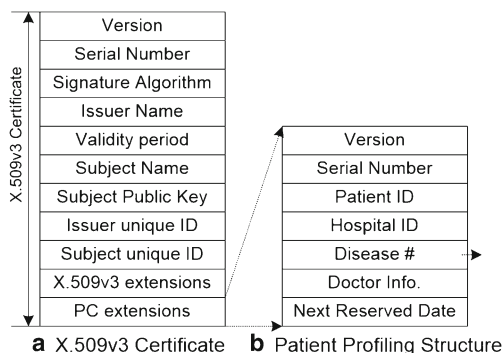 X.509v3 Certificate
Version
Serial Number
Signature Algorithm
Issuer Name
Validity period
Subject Name
Subject Public Key
Issuer unique ID
Subject unique ID
X.509v3 extensions
PC extensions
a X.509v3 Certificate
Version
Serial Number
Patient ID
Hospital ID
Disease #
Doctor Info.
Next Reserved Date
b Patient Profiling Structure